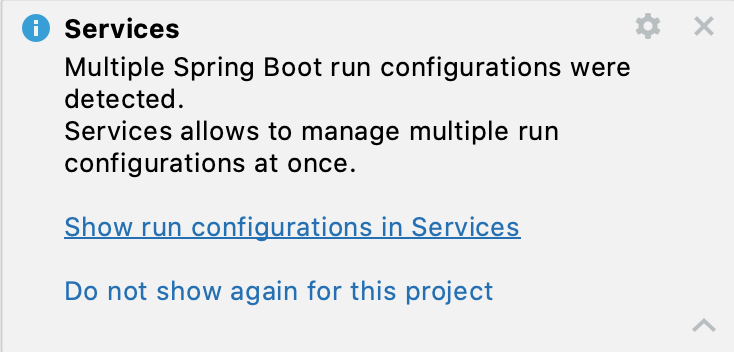 Services
Multiple Spring Boot run configurations were
detected.
Services allows to manage multiple run
configurations at once.
Show run configurations in Services
Do not show again for this project